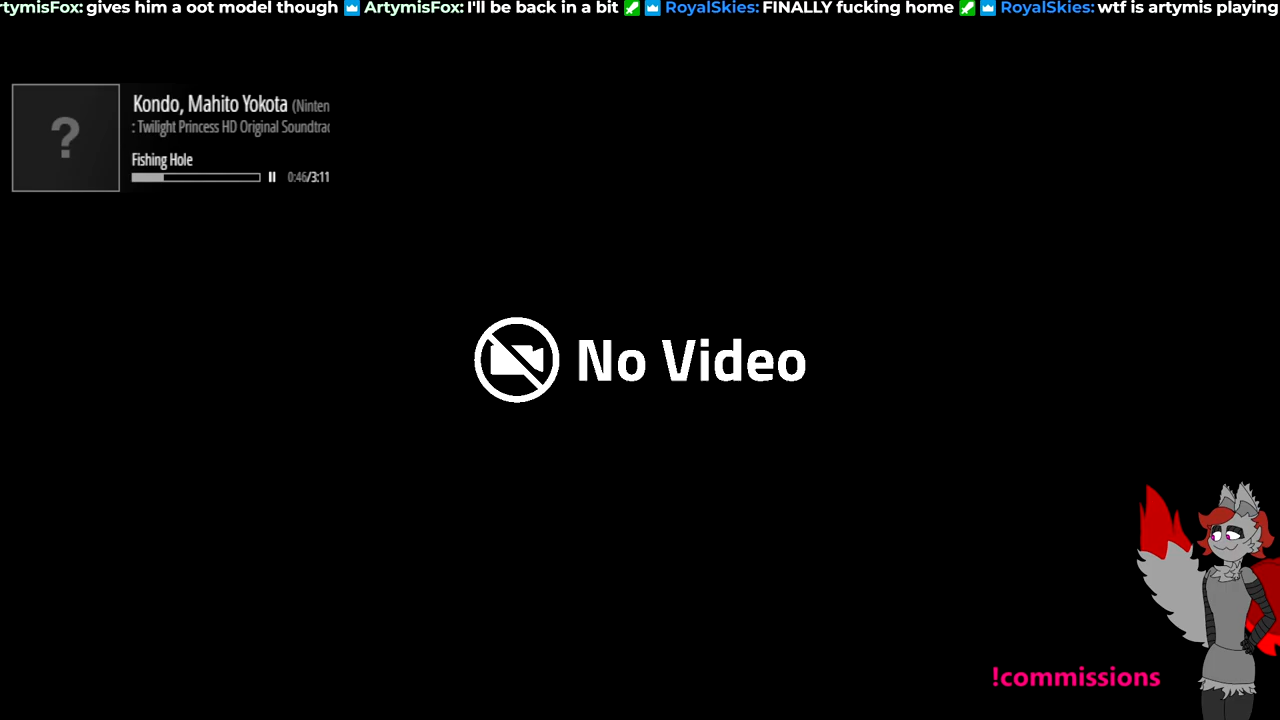 rtymisFox: gives him a oot model though ArtymisFox: I'll be back in a bit RoyalSkies: FINALLY fucking home RoyalSkies: wtf is artymis playing
Kondo, Mahito Yokota (Ninten
: Twilight Princess HD Original Soundtrac
Fishing Hole
0:46/3:11
?
No Video
!commissions